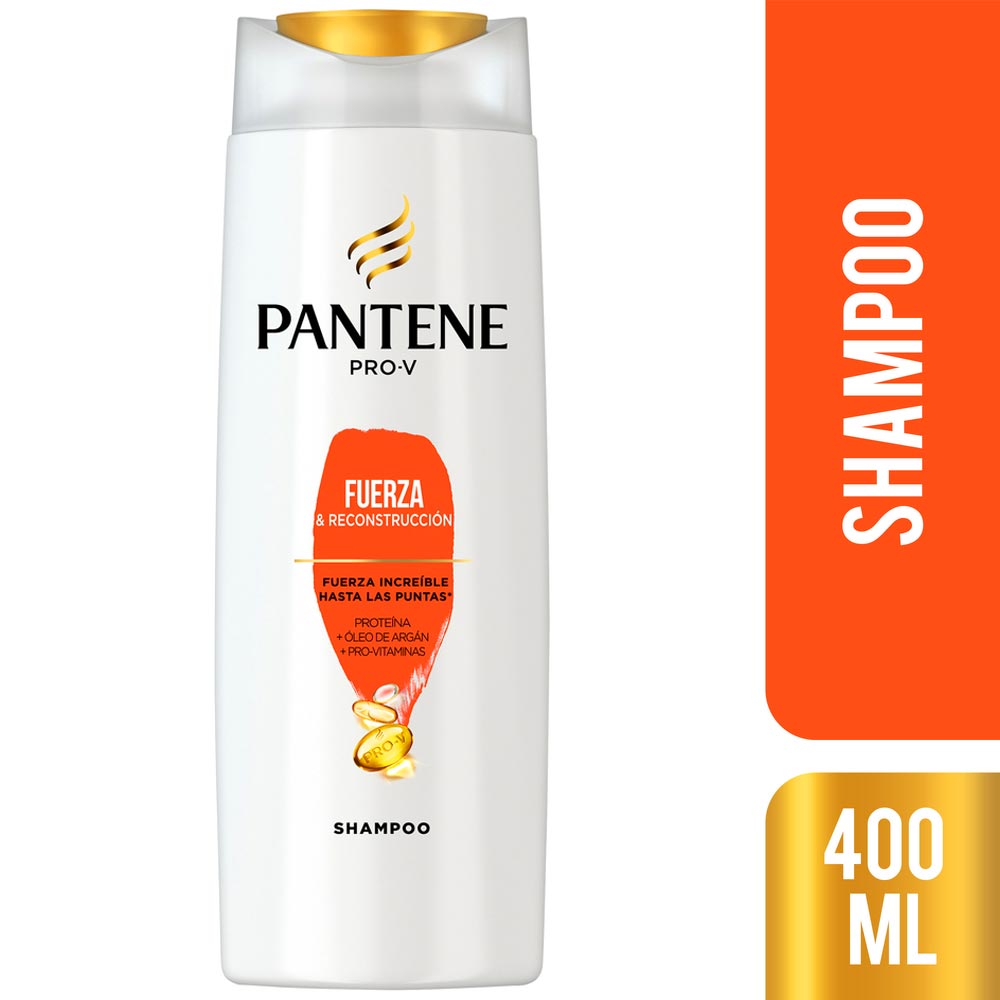 PANTENE
PRO-V
FUERZA
& RECONSTRUCCIÓN
FUERZA INCREÍBLE
HASTA LAS PUNTAS*
PROTEÍNA
+ ÓLEO DE ARGÁN
+ PRO-VITAMINAS
PRO-V
SHAMPOO
SHAMPOO
400
ML